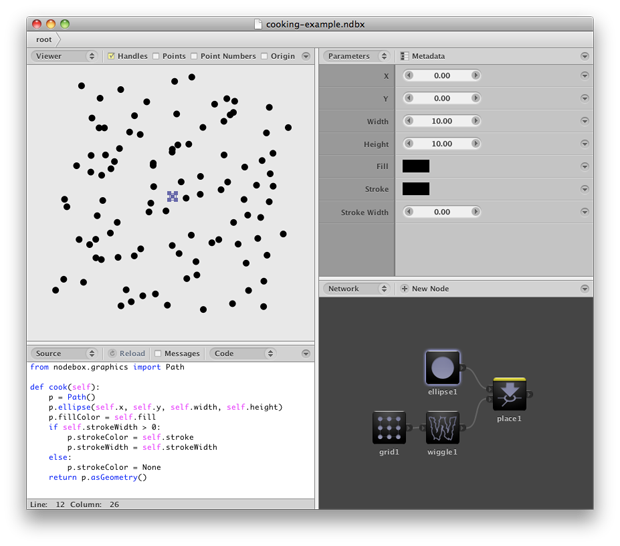 cooking-example.ndbx
root
Viewer Handles Points Point Numbers Origin
Parameters Metadata
X 0.00
Y 0.00
Width 10.00
Height 10.00
Fill
Stroke
Stroke Width 0.00
Network New Node
ellipse1
place1
grid1 wiggle1
Source Reload Messages Code
from nodebox.graphics import Path
def cook(self):
p = Path()
p.ellipse(self.x, self.y, self.width, self.height)
p.fillColor = self.fill
if self.strokeWidth > 0:
p.strokeColor = self.stroke
p.strokeWidth = self.strokeWidth
else:
p.strokeColor = None
return p.asGeometry()
Line: 12 Column: 26